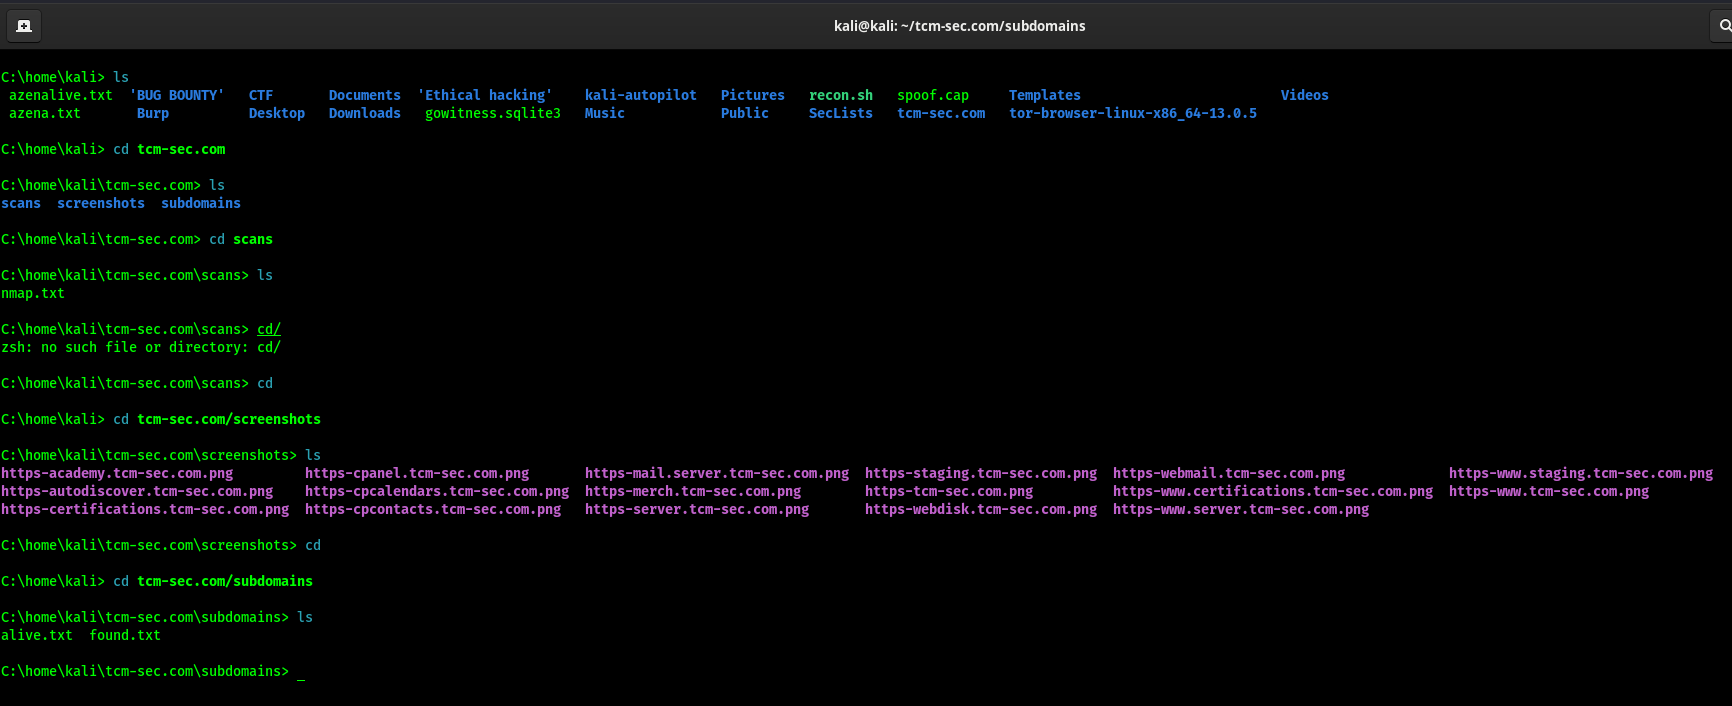 kali@kali: ~/tcm-sec.com/subdomains
C:\home\kali> ls
azenalive.txt 'BUG BOUNTY' CTF Documents 'Ethical hacking' kali-autopilot Pictures recon.sh spoof.cap Templates Videos
azena.txt Burp Desktop Downloads gowitness.sqlite3 Music Public SecLists tcm-sec.com tor-browser-linux-x86_64-13.0.5
C:\home\kali> cd tcm-sec.com
C:\home\kali\tcm-sec.com> ls
scans screenshots subdomains
C:\home\kali\tcm-sec.com> cd scans
C:\home\kali\tcm-sec.com\scans> ls
nmap.txt
C:\home\kali\tcm-sec.com\scans> cd/
zsh: no such file or directory: cd/
C:\home\kali\tcm-sec.com\scans> cd
C:\home\kali> cd tcm-sec.com/screenshots
C:\home\kali\tcm-sec.com\screenshots> ls
https-academy.tcm-sec.com.png https-cpanel.tcm-sec.com.png https-mail.server.tcm-sec.com.png https-staging.tcm-sec.com.png https-webmail.tcm-sec.com.png https-www.staging.tcm-sec.com.png
https-autodiscover.tcm-sec.com.png https-cpcalendars.tcm-sec.com.png https-merch.tcm-sec.com.png https-tcm-sec.com.png https-www.certifications.tcm-sec.com.png https-www.tcm-sec.com.png
https-certifications.tcm-sec.com.png https-cpcontacts.tcm-sec.com.png https-server.tcm-sec.com.png https-webdisk.tcm-sec.com.png https-www.server.tcm-sec.com.png
C:\home\kali\tcm-sec.com\screenshots> cd
C:\home\kali> cd tcm-sec.com/subdomains
C:\home\kali\tcm-sec.com\subdomains> ls
alive.txt found.txt
C:\home\kali\tcm-sec.com\subdomains> _